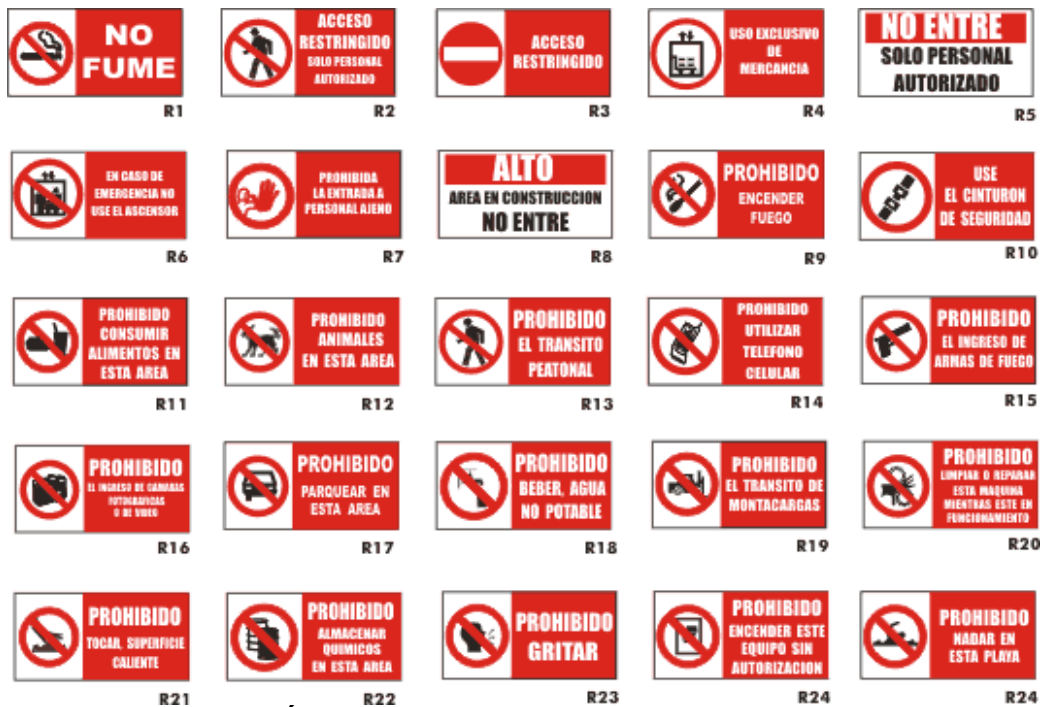 NO
FUME
R1
ACCESO
RESTRINGIDO
SOLO PERSONAL
AUTORIZADO
R2
ACCESO
RESTRINGIDO
R3
USO EXCLUSIVO
DE
MERCANCIA
R4
NO ENTRE
SOLO PERSONAL
AUTORIZADO
R5
EN CASO DE
EMERGENCIA NO
USE EL ASCENSOR
R6
PROHIBIDA
LA ENTRADA A
PERSONAL AJENO
R7
ALTO
AREA EN CONSTRUCCION
NO ENTRE
R8
PROHIBIDO
ENCENDER
FUEGO
R9
USE
EL CINTURON
DE SEGURIDAD
R10
PROHIBIDO
CONSUMIR
ALIMENTOS EN
ESTA AREA
R11
PROHIBIDO
ANIMALES
EN ESTA AREA
R12
PROHIBIDO
EL TRANSITO
PEATONAL
R13
PROHIBIDO
UTILIZAR
TELEFONO
CELULAR
R14
PROHIBIDO
EL INGRESO DE
ARMAS DE FUEGO
R15
PROHIBIDO
EL INGRESO DE CAMARAS
FOTOGRAFICAS
O DE VIDEO
R16
PROHIBIDO
PARQUEAR EN
ESTA AREA
R17
PROHIBIDO
BEBER, AGUA
NO POTABLE
R18
PROHIBIDO
EL TRANSITO DE
MONTACARGAS
R19
PROHIBIDO
LIMPIAR O REPARAR
ESTA MAQUINA
MIENTRAS ESTE EN
FUNCIONAMIENTO
R20
PROHIBIDO
TOCAR, SUPERFICIE
CALIENTE
R21
PROHIBIDO
ALMACENAR
QUIMICOS
EN ESTA AREA
R22
PROHIBIDO
GRITAR
R23
PROHIBIDO
ENCENDER ESTE
EQUIPO SIN
AUTORIZACION
R24
PROHIBIDO
NADAR EN
ESTA PLAYA
R24